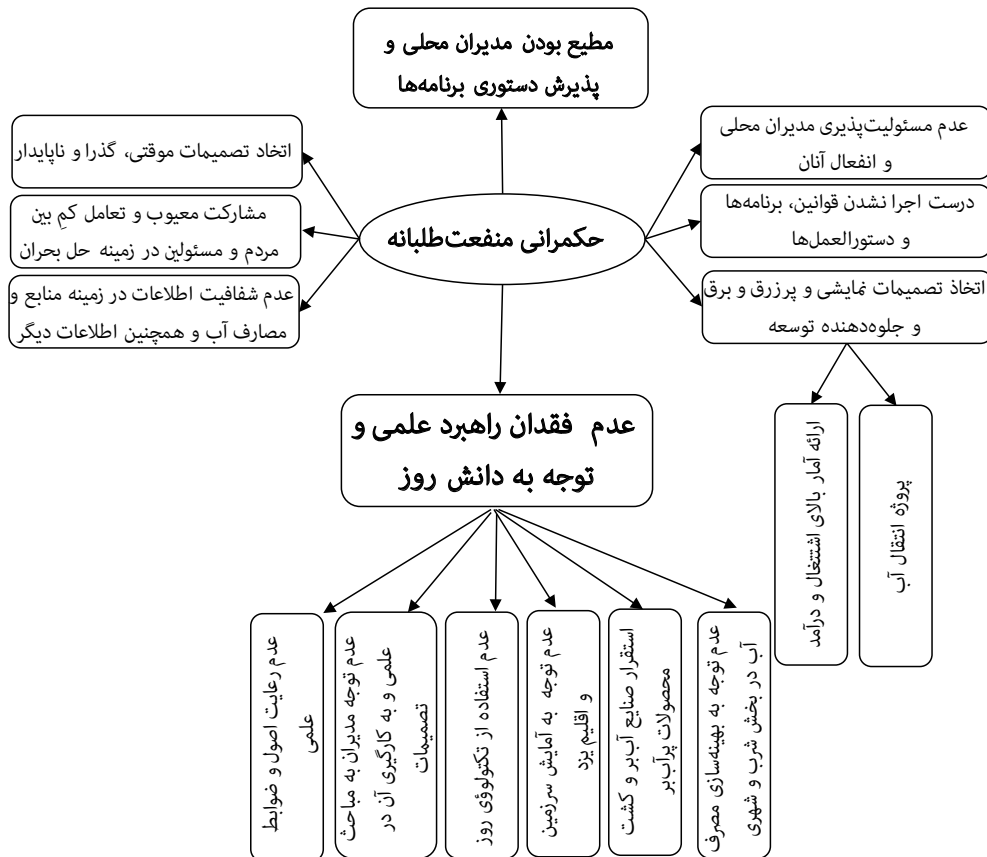 مطیع بودن مدیران محلی و
پذیرش دستوری برنامه‌ها
عدم مسئولیت‌پذیری مدیران محلی
و انفعال آنان
درست اجرا نشدن قوانین، برنامه‌ها
و دستورالعمل‌ها
اتخاذ تصمیمات نمایشی و پرزرق و برق
و جلوه‌دهنده توسعه
حکمرانی منفعت‌طلبانه
اتخاد تصمیمات موقتی، گذرا و ناپایدار
مشارکت معیوب و تعامل کمِ بین
مردم و مسئولین در زمینه حل بحران
عدم شفافیت اطلاعات در زمینه منابع و
مصارف آب و همچنین اطلاعات دیگر
پروژه انتقال آب
ارائه آمار بالای اشتتغال و درآمد
عدم فقدان راهبرد علمی و
توجه به دانش روز
عدم توجه به بهینه‌سازی مصرف
آب در بخش شرب و شهری
استقرار صنایع آب‌بر و کشت
محصولات پرآب‌بر
عدم توجه به آمایش سرزمین
و اقلیم یزد
عدم استفاده از تکتولوؤی روز
عدم توجه مدیران به مباحث
علمی و به کارگیری آن در
تصمیمات
عدم رعایت اصول و ضوابط
علمی